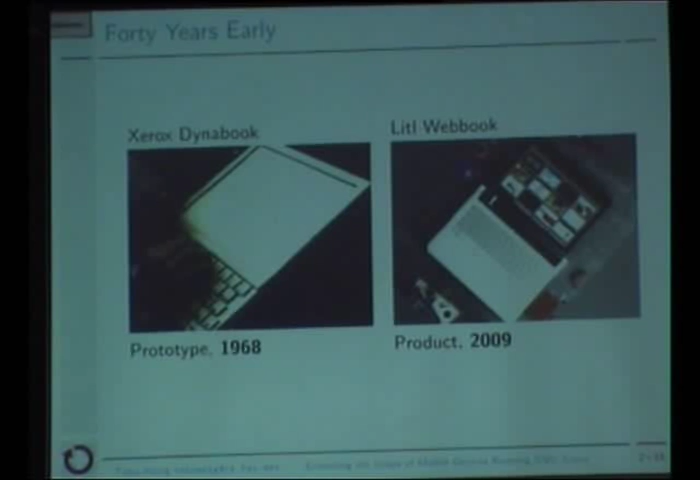 Forty Years Early
Xerox Dynabook
Litl Webbook
Prototype, 1968
Product, 2009